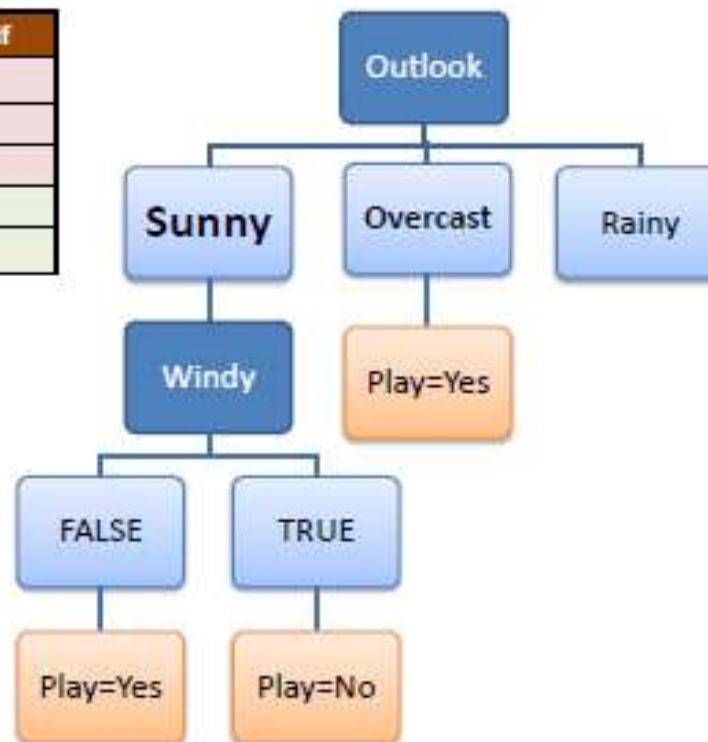 Outlook
Sunny
Overcast
Rainy
Windy
Play=Yes
FALSE
TRUE
Play=Yes
Play=No